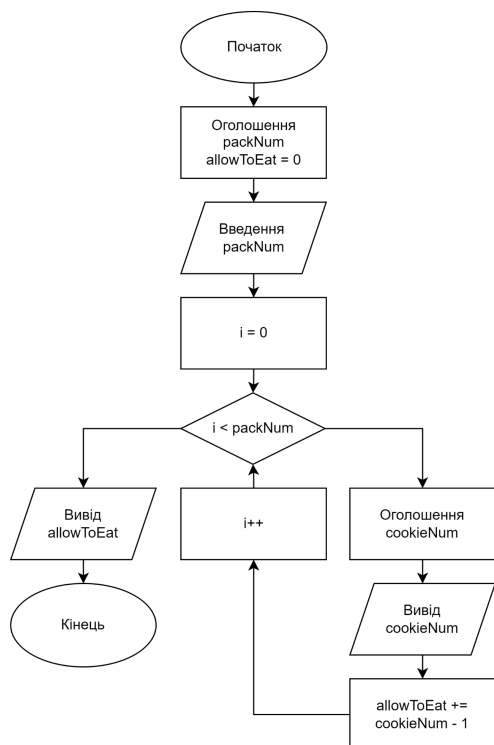 Початок
Оголошення
packNum
allowToEat = 0
Введення
packNum
i = 0
i < packNum
Вивід
allowToEat
i++
Оголошення
cookieNum
Кінець
Вивід
cookieNum
allowToEat +=
cookieNum - 1